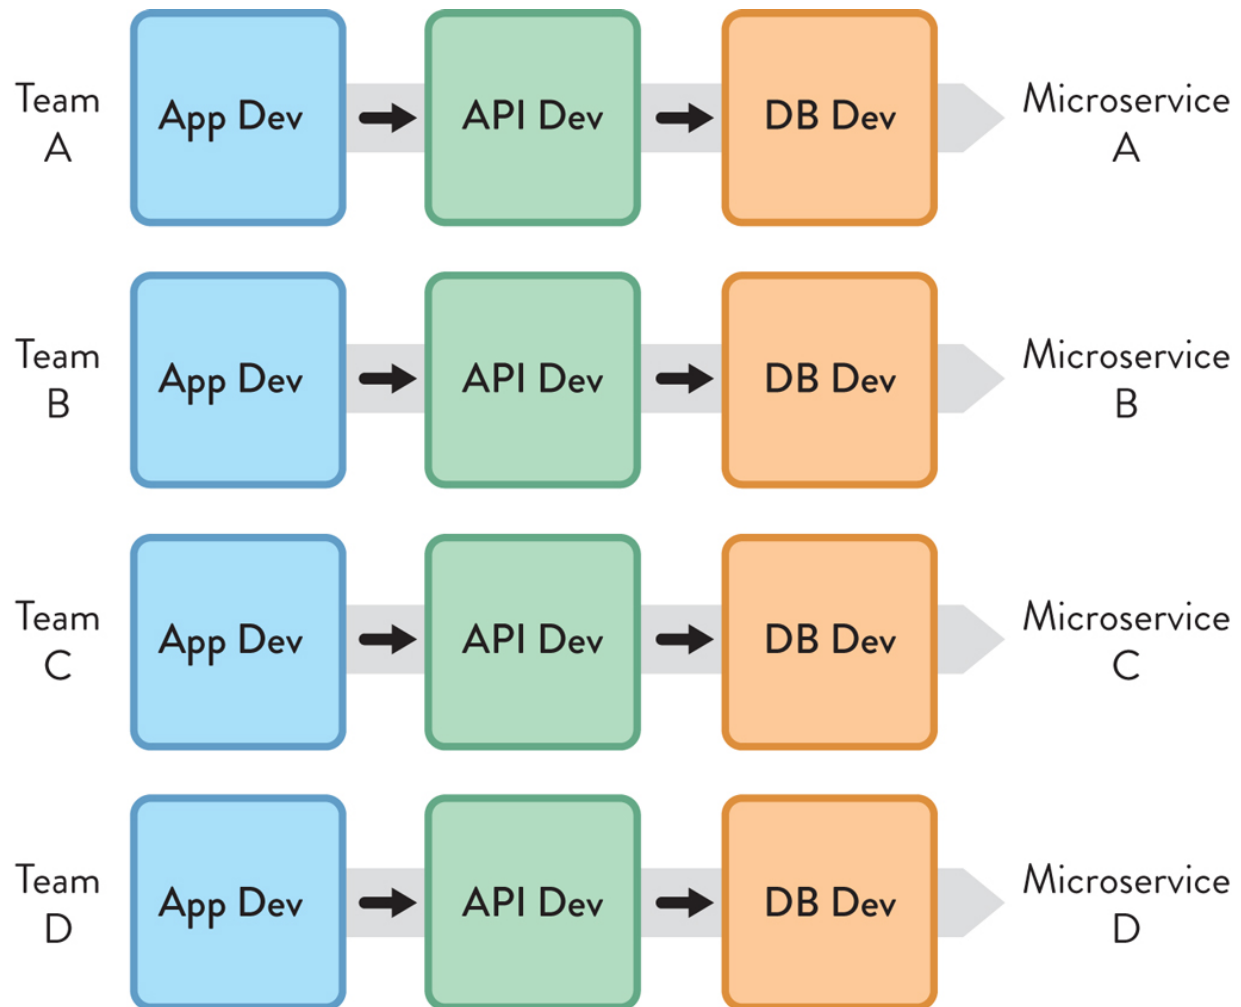 Team
A
App Dev
API Dev
DB Dev
Microservice
A
Team
B
App Dev
API Dev
DB Dev
Microservice
B
Team
C
App Dev
API Dev
DB Dev
Microservice
C
Team
D
App Dev
API Dev
DB Dev
Microservice
D